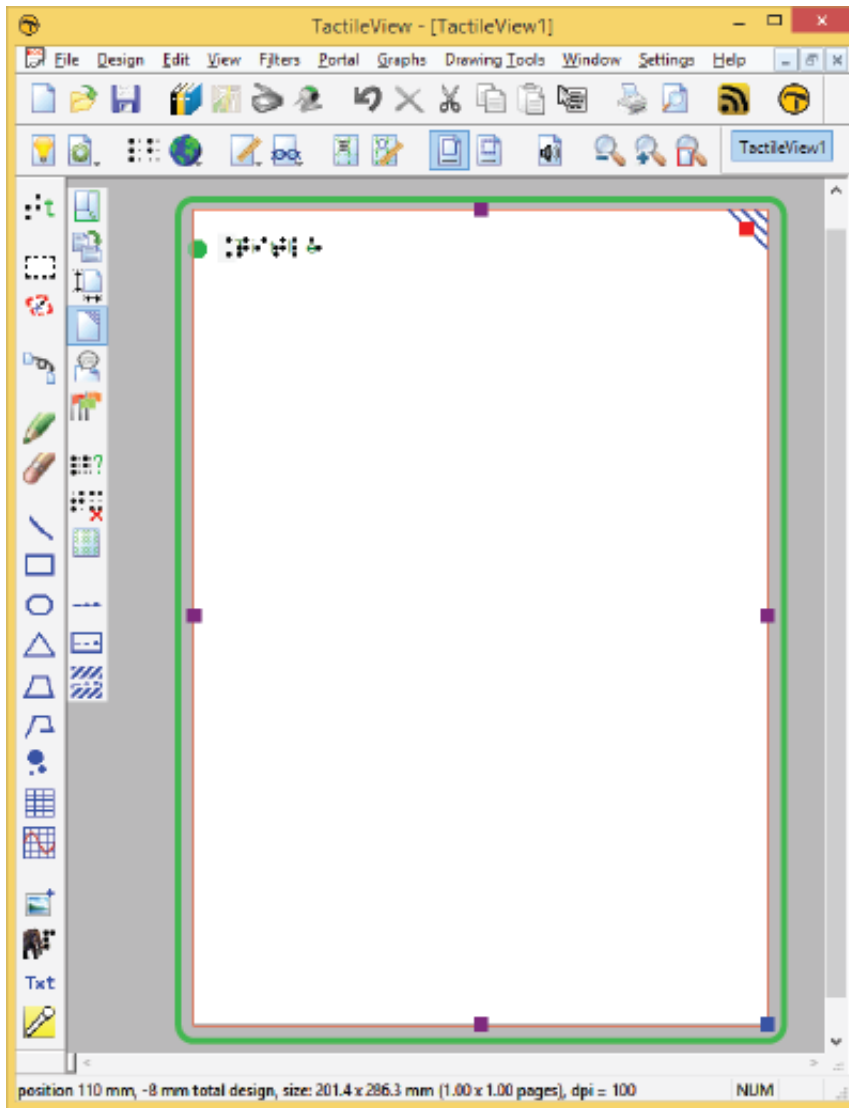 TactileView - [TactileView1]
File Design Edit View Filters Portal Graphs Drawing Tools Window Settings Help
TactileView1
t
?
Txt
position 110 mm, -8 mm total design, size: 201.4 x 286.3 mm (1.00 x 1.00 pages), dpi = 100 NUM